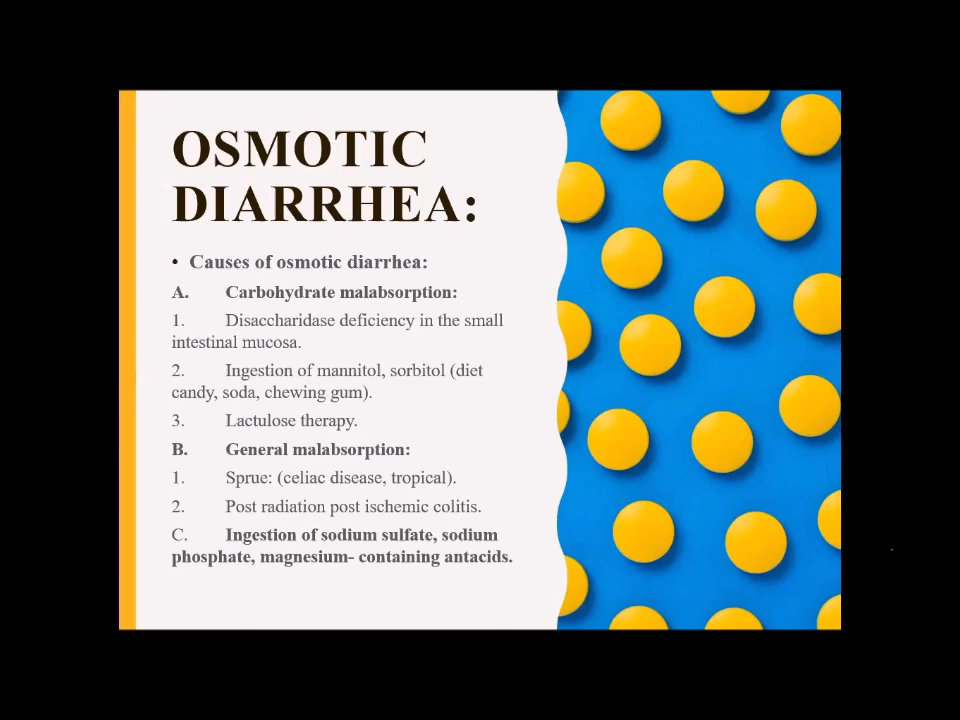 OSMOTIC
DIARRHEA:
• Causes of osmotic diarrhea:
A. Carbohydrate malabsorption:
1. Disaccharidase deficiency in the small
intestinal mucosa.
2. Ingestion of mannitol, sorbitol (diet
candy, soda, chewing gum).
3. Lactulose therapy.
B. General malabsorption:
1. Sprue: (celiac disease, tropical).
2. Post radiation post ischemic colitis.
C. Ingestion of sodium sulfate, sodium
phosphate, magnesium- containing antacids.